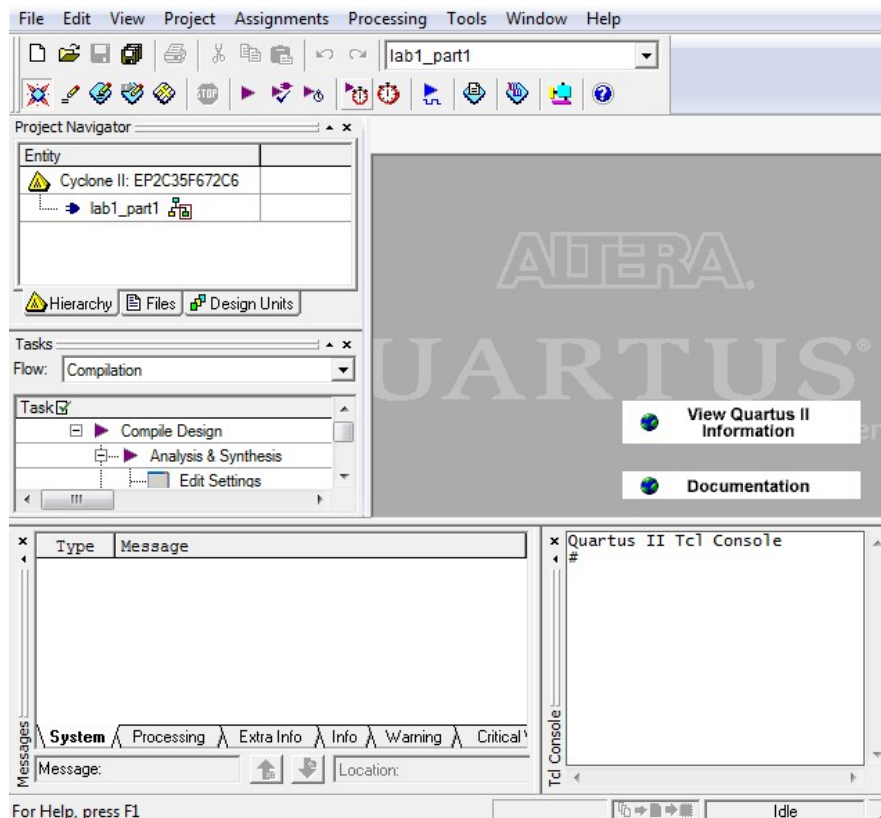 File Edit View Project Assignments Processing Tools Window Help
lab1_part1
STOP
Project Navigator
Entity
Cyclone II: EP2C35F672C6
lab1_part1
Hierarchy Files Design Units
ALTERA.
UARTUS®
View Quartus II
Information
Documentation
Tasks
Flow: Compilation
Task
Compile Design
Analysis & Synthesis
Edit Settings
Type Message
Messages
System Processing Extra Info Info Warning Critical
Message: Location:
Quartus II Tcl Console
#
Tcl Console
For Help, press F1 Idle